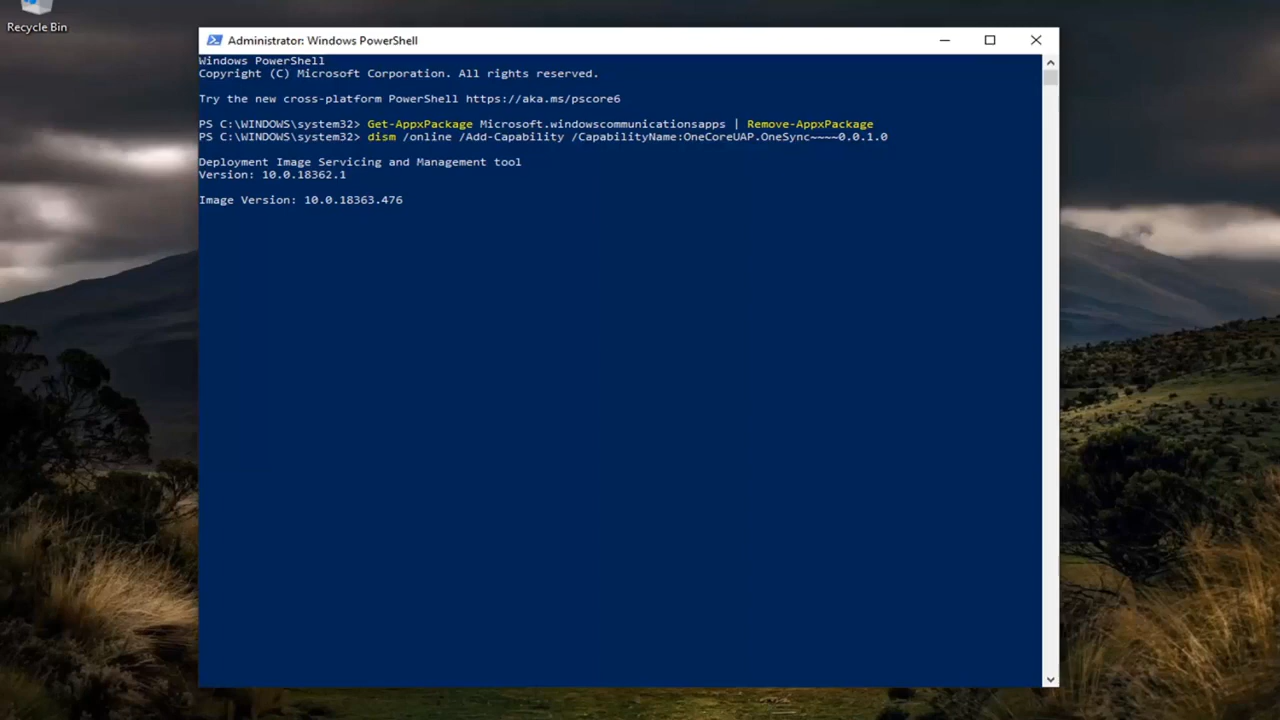 Recycle Bin
Administrator: Windows PowerShell
Windows PowerShell
Copyright (C) Microsoft Corporation. All rights reserved.
Try the new cross-platform PowerShell https://aka.ms/pscore6
PS C:\WINDOWS\system32> Get-AppxPackage Microsoft.windowscommunicationsapps | Remove-AppxPackage
PS C:\WINDOWS\system32> dism /online /Add-Capability /CapabilityName:OneCoreUAP.OneSync~~~~0.0.1.0
Deployment Image Servicing and Management tool
Version: 10.0.18362.1
Image Version: 10.0.18363.476